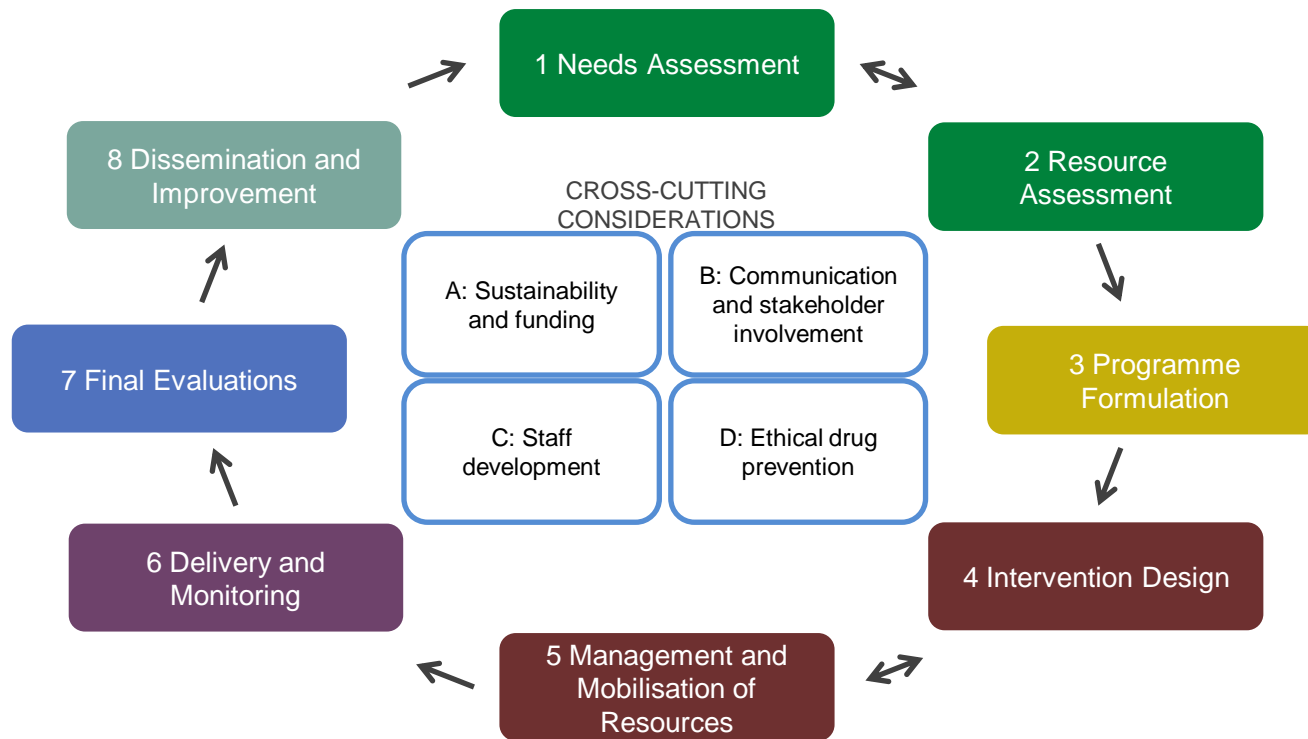 1 Needs Assessment
2 Resource
Assessment
3 Programme
Formulation
4 Intervention Design
5 Management and
Mobilisation of
Resources
6 Delivery and
Monitoring
7 Final Evaluations
8 Dissemination and
Improvement
CROSS-CUTTING
CONSIDERATIONS
A: Sustainability
and funding
B: Communication
and stakeholder
involvement
C: Staff
development
D: Ethical drug
prevention